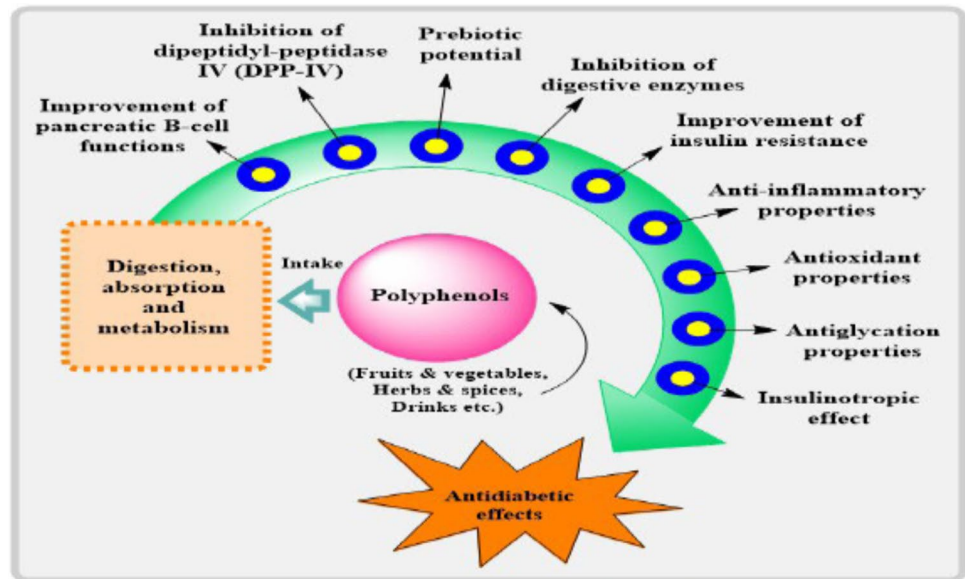 Inhibition of
dipeptidyl-peptidase
IV (DPP-IV)
Prebiotic
potential
Inhibition of
digestive enzymes
Improvement of
pancreatic B-cell
functions
Improvement of
insulin resistance
Anti-inflammatory
properties
Digestion,
absorption
and
metabolism
Intake
Polyphenols
Antioxidant
properties
Antiglycation
properties
(Fruits & vegetables,
Herbs & spices,
Drinks etc.)
Insulinotropic
effect
Antidiabetic
effects